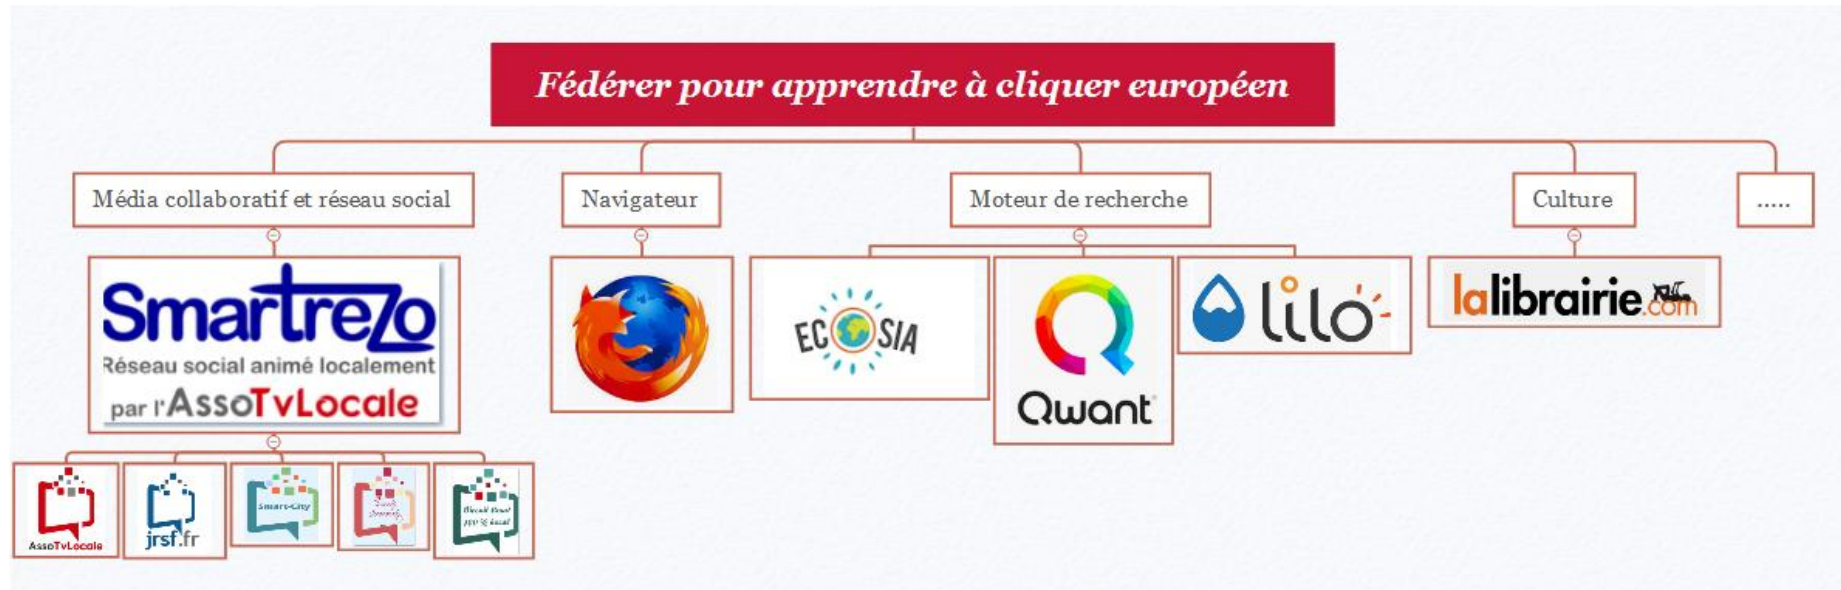 Fédérer pour apprendre à cliquer européen
Média collaboratif et réseau social
Navigateur
Moteur de recherche
Culture
.....
Smartrezo
Réseau social animé localement
par l'AssoTvLocale
ECOSIA
Qwant
lilo
lalibrairie.com
AssoTvLocale
jrsf.fr
Smart-City